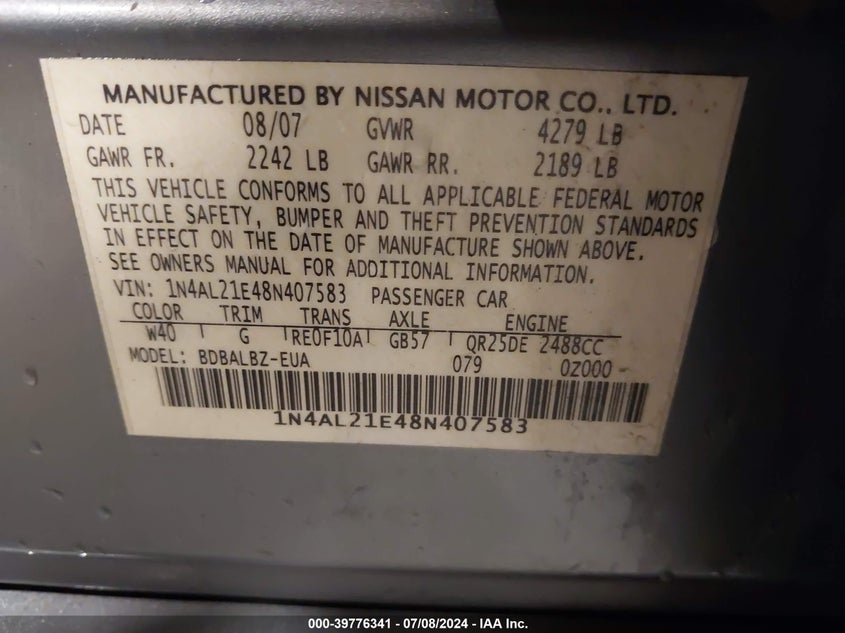 MANUFACTURED BY NISSAN MOTOR CO., LTD.
DATE 08/07 GVWR 4279 LB
GAWR FR. 2242 LB GAWR RR. 2189 LB
THIS VEHICLE CONFORMS TO ALL APPLICABLE FEDERAL MOTOR
VEHICLE SAFETY, BUMPER AND THEFT PREVENTION STANDARDS
IN EFFECT ON THE DATE OF MANUFACTURE SHOWN ABOVE.
SEE OWNERS MANUAL FOR ADDITIONAL INFORMATION.
VIN: 1N4AL21E48N407583 PASSENGER CAR
COLOR TRIM TRANS AXLE ENGINE
W40 G RE0F10A GB57 QR25DE 2488CC
MODEL: BDBALBZ-EUA 079 0Z000 -
1N4AL21E48N407583
000-39776341 - 07/08/2024 - IAA Inc.